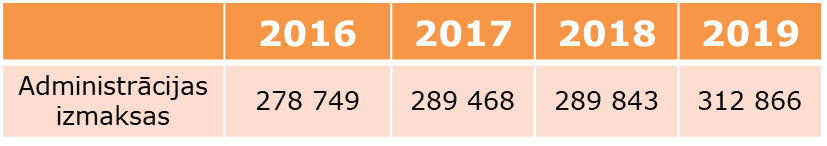 2016 2017 2018 2019
Administrācijas
izmaksas
278 749 289 468 289 843 312 866